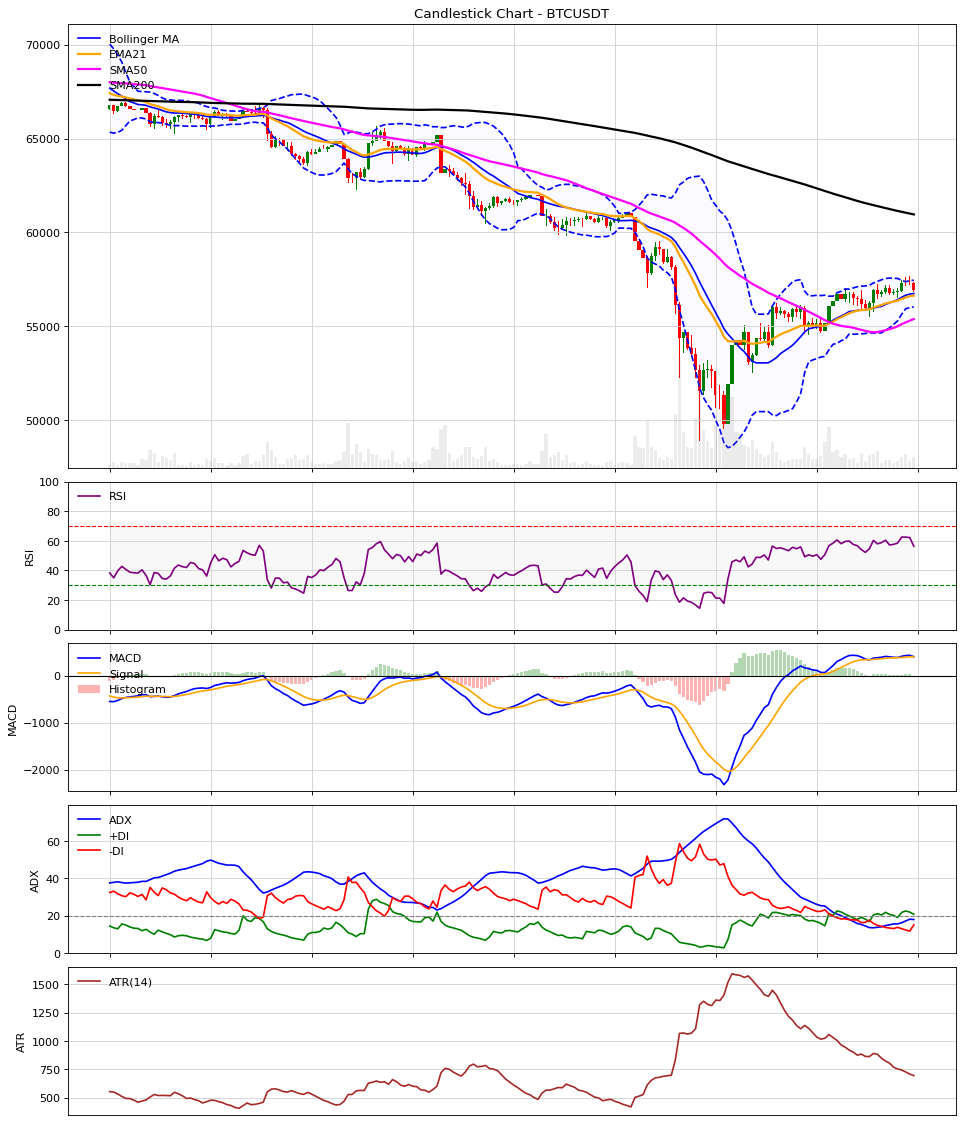 Candlestick Chart - BTCUSDT
Bollinger MA
EMA21
SMA50
SMA200
70000
65000
60000
55000
50000
RSI
100
80
60
40
20
0
RSI
MACD
Signal
Histogram
0
−1000
−2000
MACD
ADX
+DI
-DI
60
40
20
0
ADX
ATR(14)
1500
1250
1000
750
500
ATR